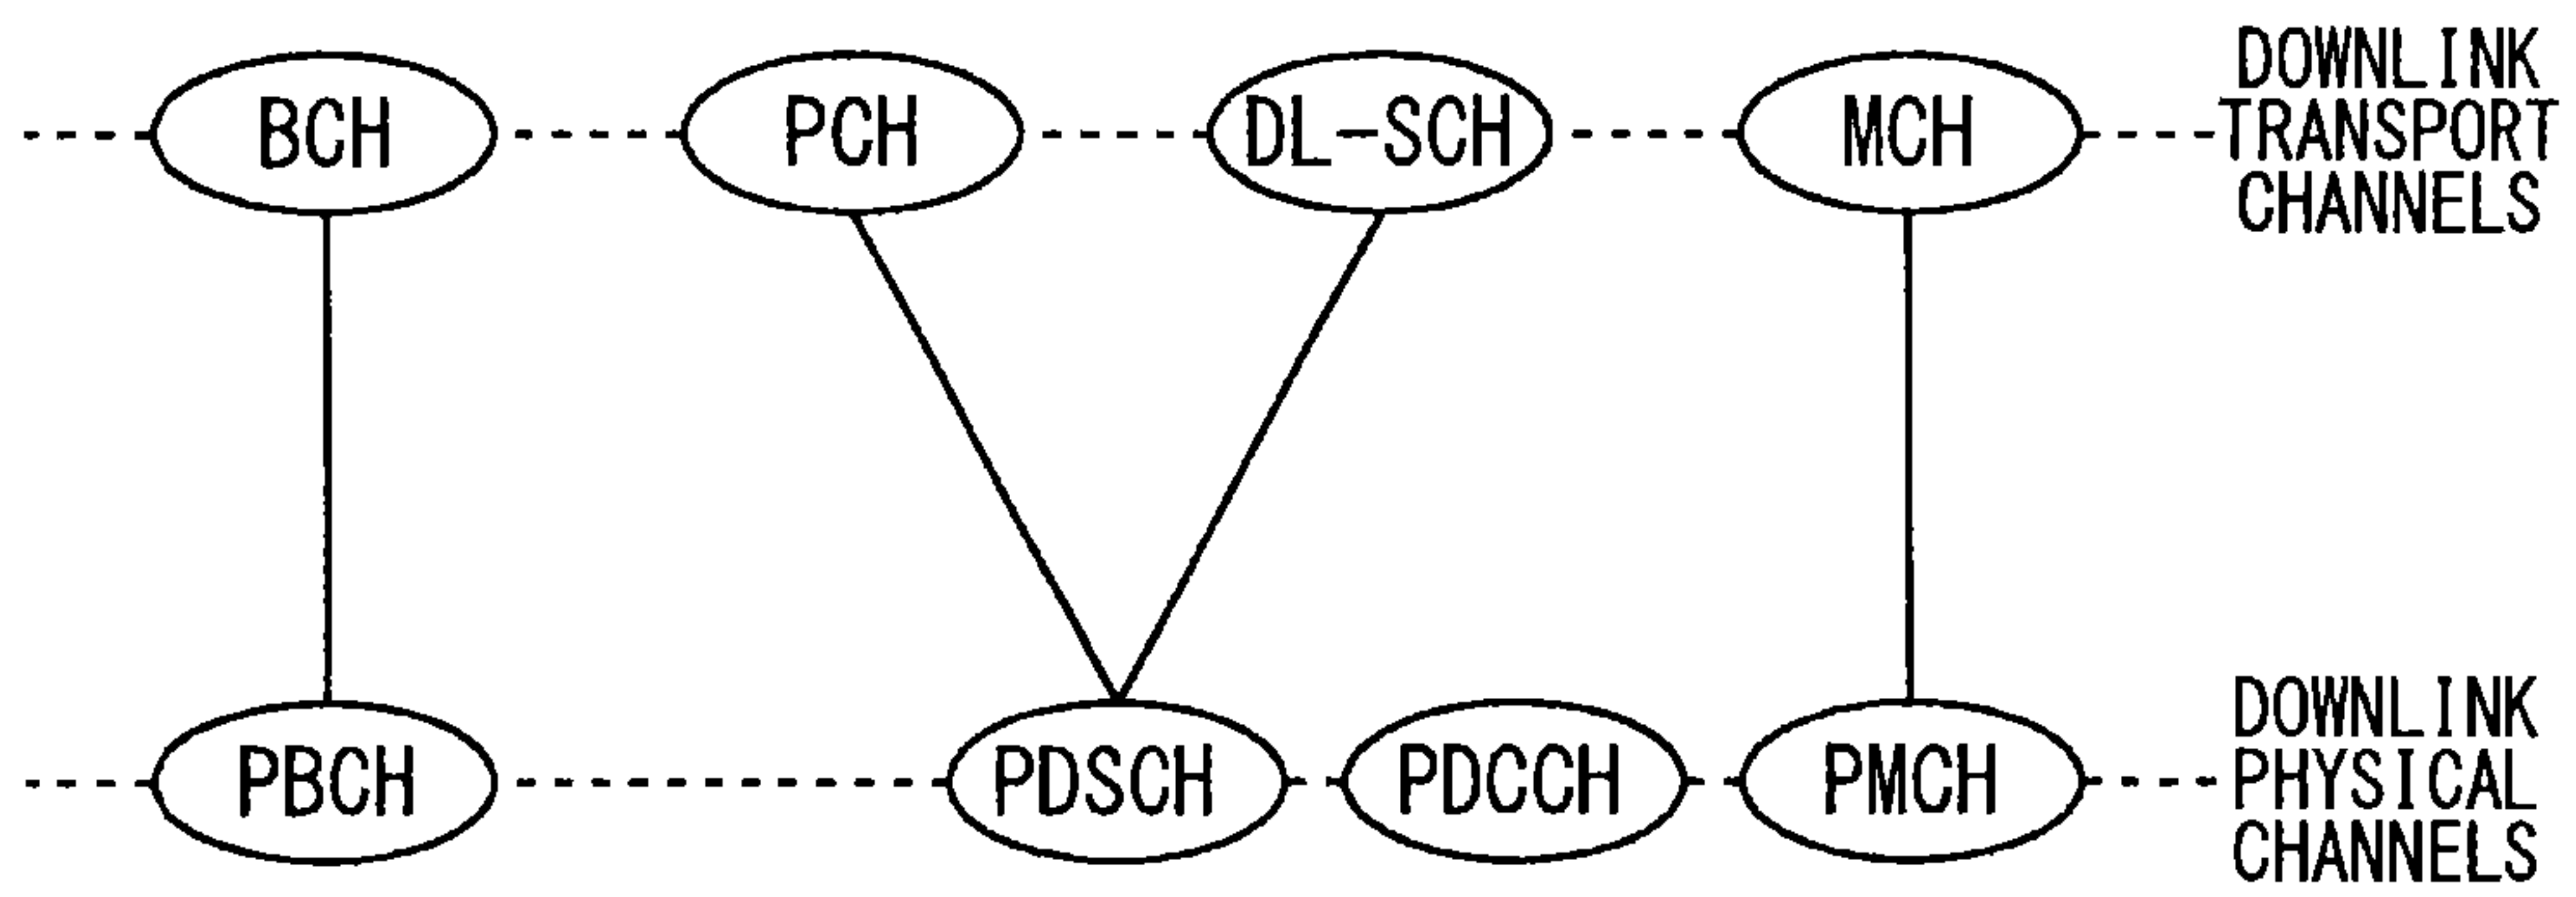 BCH
PCH
DL-SCH
MCH
DOWNLINK
TRANSPORT
CHANNELS
PBCH
PDSCH
PDCCH
PMCH
DOWNLINK
PHYSICAL
CHANNELS